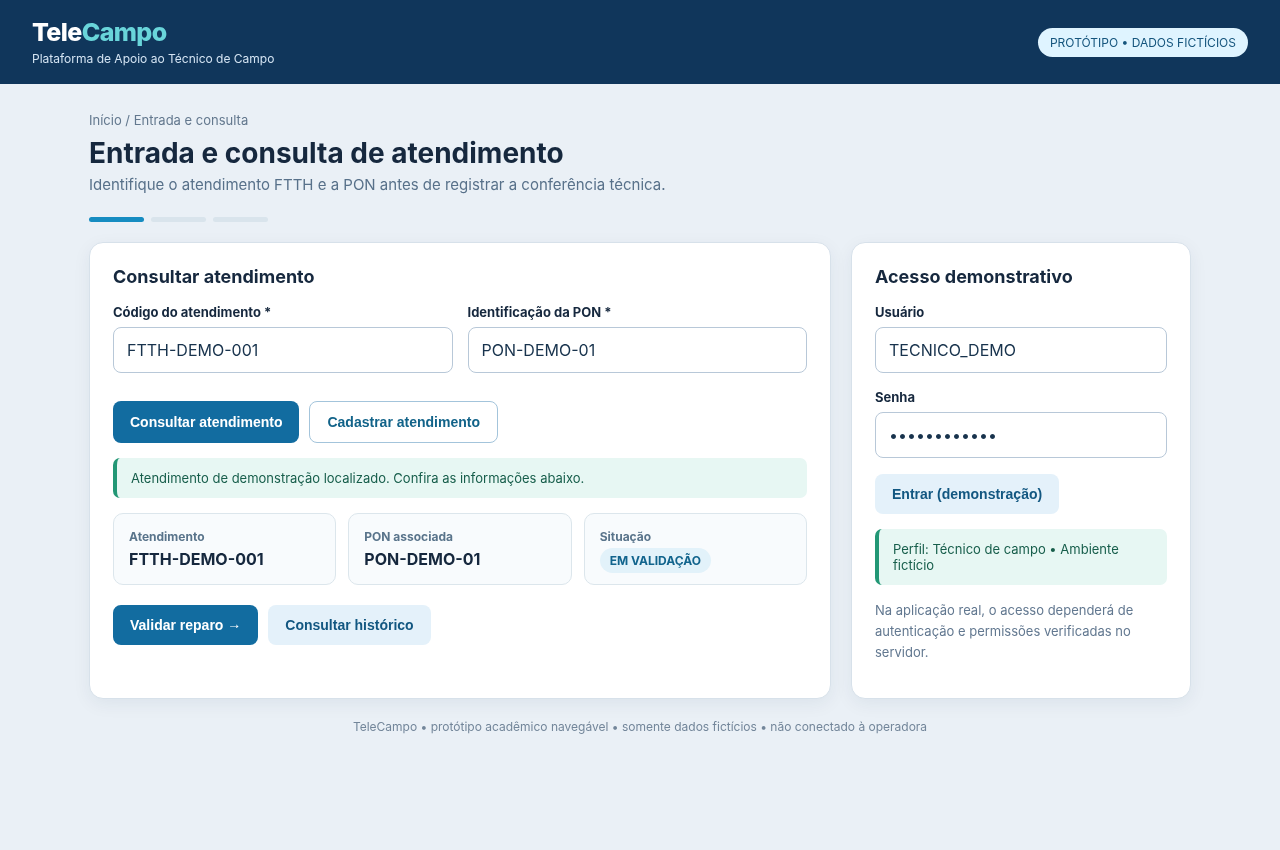 TeleCampo
Plataforma de Apoio ao Técnico de Campo
PROTÓTIPO • DADOS FICTÍCIOS
Início / Entrada e consulta
Entrada e consulta de atendimento
Identifique o atendimento FTTH e a PON antes de registrar a conferência técnica.
Consultar atendimento
Código do atendimento *
Identificação da PON *
FTTH-DEMO-001
PON-DEMO-01
Consultar atendimento
Cadastrar atendimento
Atendimento de demonstração localizado. Confira as informações abaixo.
Atendimento
FTTH-DEMO-001
PON associada
PON-DEMO-01
Situação
EM VALIDAÇÃO
Validar reparo →
Consultar histórico
Acesso demonstrativo
Usuário
TECNICO_DEMO
Senha
••••••••••••
Entrar (demonstração)
Perfil: Técnico de campo • Ambiente
fictício
Na aplicação real, o acesso dependerá de
autenticação e permissões verificadas no
servidor.
TeleCampo • protótipo acadêmico navegável • somente dados fictícios • não conectado à operadora